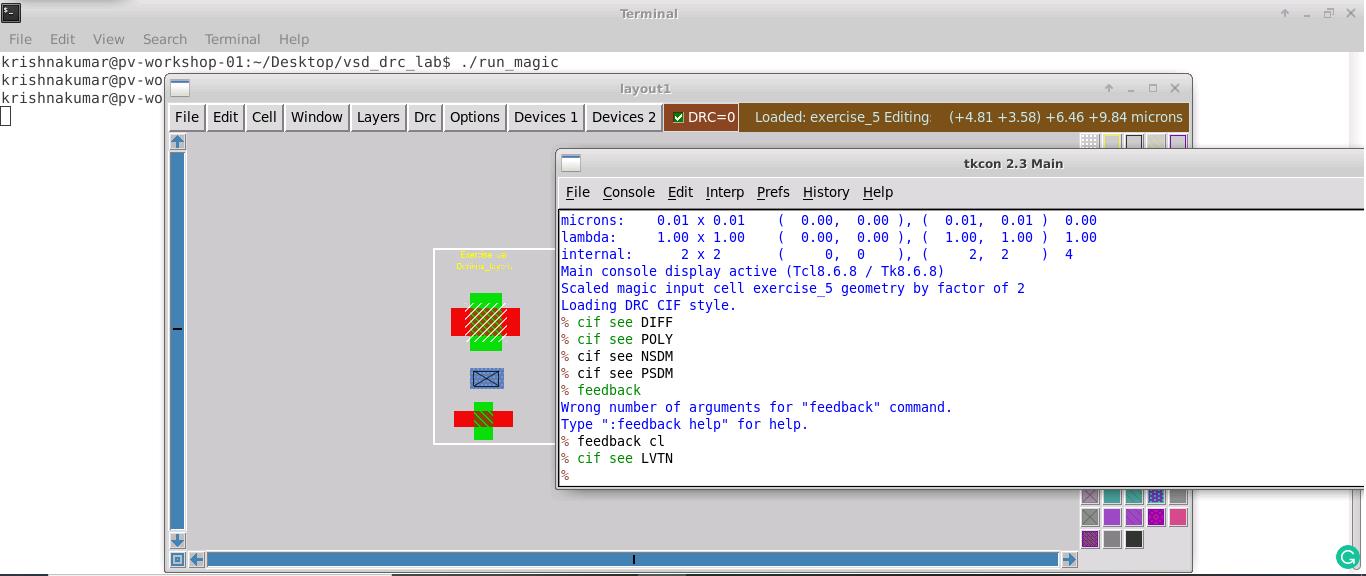 Terminal
File Edit View Search Terminal Help
krishnakumar@pv-workshop-01:~/Desktop/vsd_drc_lab$ ./run_magic
krishnakumar@pv-wo
krishnakumar@pv-wo
layout1
File Edit Cell Window Layers Drc Options Devices 1 Devices 2 DRC=0 Loaded: exercise_5 Editing: (+4.81 +3.58) +6.46 +9.84 microns
tkcon 2.3 Main
File Console Edit Interp Prefs History Help
microns: 0.01 x 0.01 ( 0.00, 0.00 ), ( 0.01, 0.01 ) 0.00
lambda: 1.00 x 1.00 ( 0.00, 0.00 ), ( 1.00, 1.00 ) 1.00
internal: 2 x 2 ( 0, 0 ), ( 2, 2 ) 4
Main console display active (Tcl8.6.8 / Tk8.6.8)
Scaled magic input cell exercise_5 geometry by factor of 2
Loading DRC CIF style.
% cif see DIFF
% cif see POLY
% cif see NSDM
% cif see PSDM
% feedback
Wrong number of arguments for "feedback" command.
Type ":feedback help" for help.
% feedback cl
% cif see LVTN
%